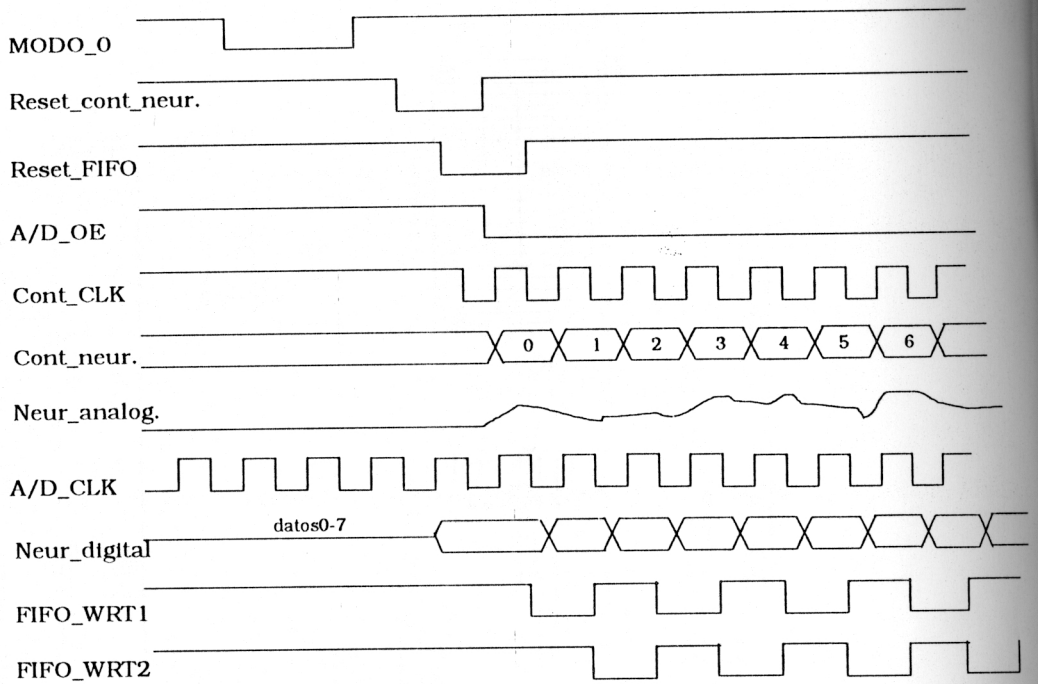 MODO_0
Reset_cont_neur.
Reset_FIFO
A/D_OE
Cont_CLK
Cont_neur. 0 1 2 3 4 5 6
Neur_analog.
A/D_CLK
datos0-7
Neur_digital
FIFO_WRT1
FIFO_WRT2